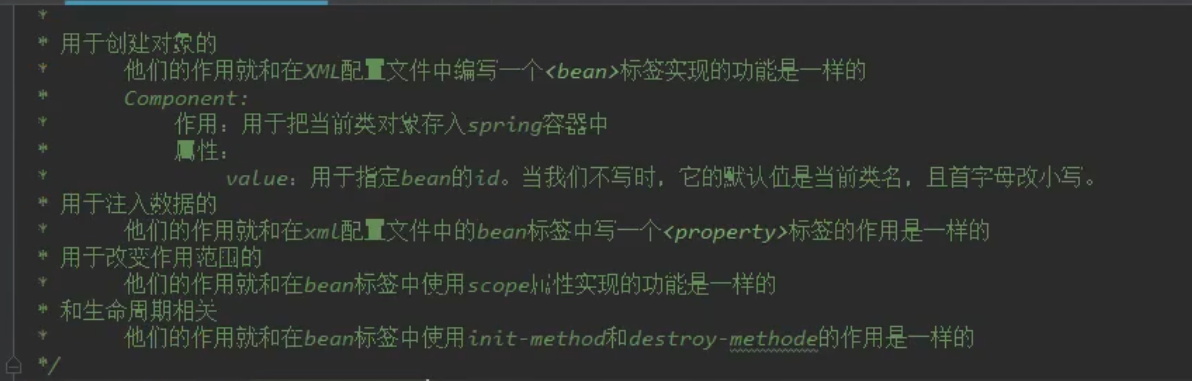 *
* 用于创建对象的
*     他们的作用就和在XML配置文件中编写一个<bean>标签实现的功能是一样的
*     Component:
*         作用：用于把当前类对象存入spring容器中
*         属性：
*             value：用于指定bean的id。当我们不写时，它的默认值是当前类名，且首字母改小写。
* 用于注入数据的
*     他们的作用就和在xml配置文件中的bean标签中写一个<property>标签的作用是一样的
* 用于改变作用范围的
*     他们的作用就和在bean标签中使用scope属性实现的功能是一样的
* 和生命周期相关
*     他们的作用就和在bean标签中使用init-method和destroy-methode的作用是一样的
*/